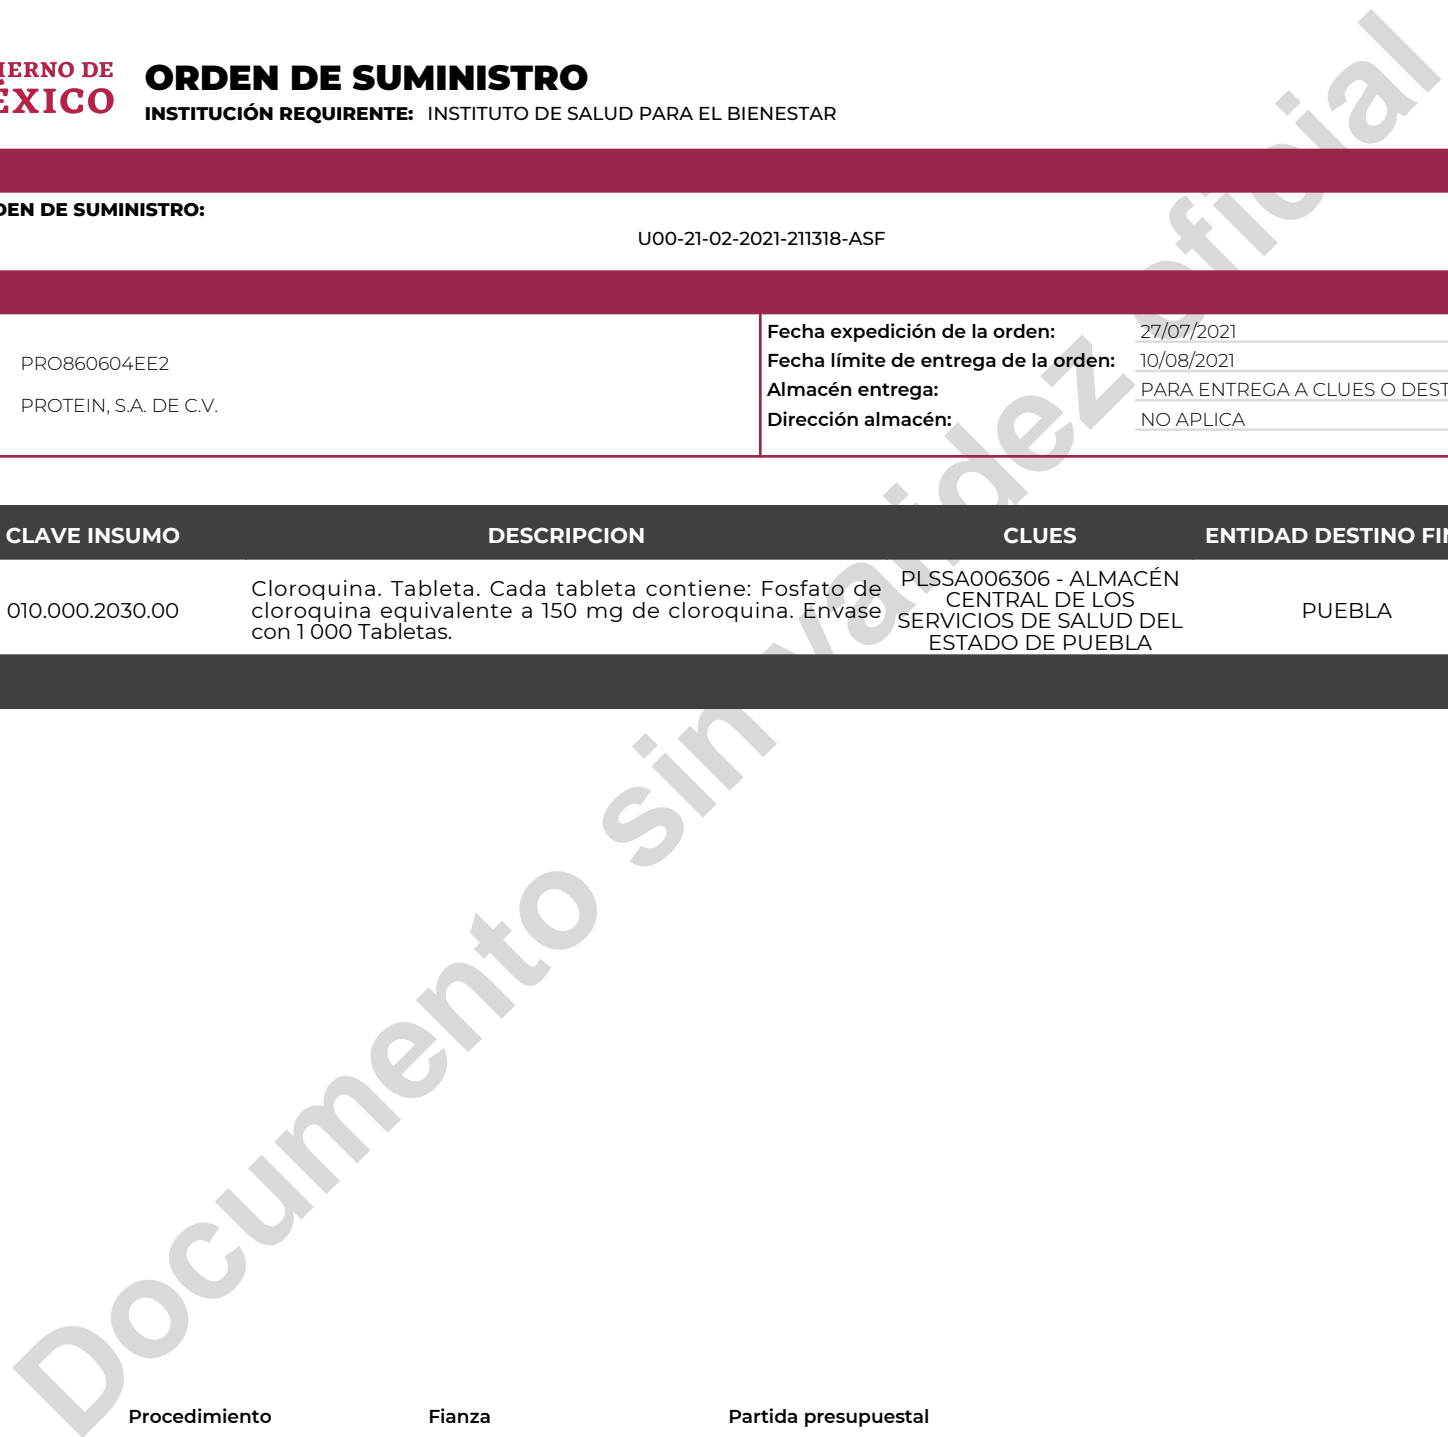 IERNO DE
ÉXICO
ORDEN DE SUMINISTRO
INSTITUCIÓN REQUIRENTE: INSTITUTO DE SALUD PARA EL BIENESTAR
DEN DE SUMINISTRO:
U00-21-02-2021-211318-ASF
PRO860604EE2
PROTEIN, S.A. DE C.V.
Fecha expedición de la orden: 27/07/2021
Fecha límite de entrega de la orden: 10/08/2021
Almacén entrega: PARA ENTREGA A CLUES O DEST
Dirección almacén: NO APLICA
CLAVE INSUMO DESCRIPCION CLUES ENTIDAD DESTINO FIN
010.000.2030.00
Cloroquina. Tableta. Cada tableta contiene: Fosfato de
cloroquina equivalente a 150 mg de cloroquina. Envase
con 1 000 Tabletas.
PLSSA006306 - ALMACÉN
CENTRAL DE LOS
SERVICIOS DE SALUD DEL
ESTADO DE PUEBLA
PUEBLA
Documento sin validez oficial
Procedimiento Fianza Partida presupuestal